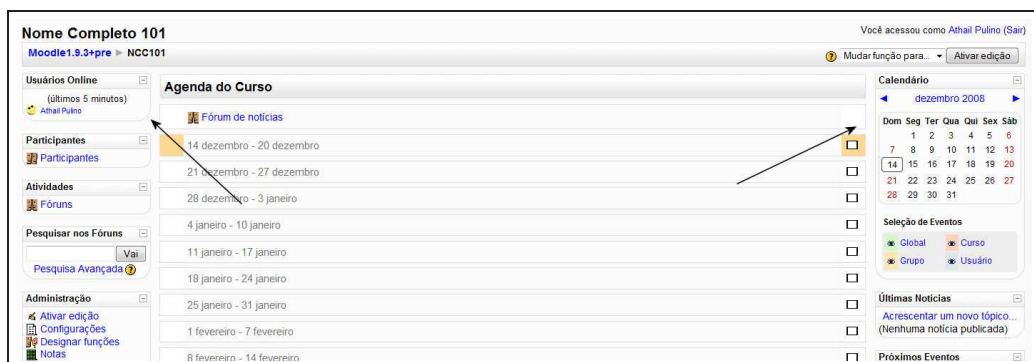 Nome Completo 101
Você acessou como Athail Pulino (Sair)
Moodle1.9.3+pre ► NCC101
Mudar função para...
Ativar edição
Usuários Online
(últimos 5 minutos)
Athail Pulino
Participantes
Participantes
Atividades
Fóruns
Pesquisar nos Fóruns
Vai
Pesquisa Avançada
Administração
Ativar edição
Configurações
Designar funções
Notas
Agenda do Curso
Fórum de notícias
14 dezembro - 20 dezembro
21 dezembro - 27 dezembro
28 dezembro - 3 janeiro
4 janeiro - 10 janeiro
11 janeiro - 17 janeiro
18 janeiro - 24 janeiro
25 janeiro - 31 janeiro
1 fevereiro - 7 fevereiro
8 fevereiro - 14 fevereiro
Calendário
◄ dezembro 2008 ►
Dom Seg Ter Qua Qui Sex Sáb
1 2 3 4 5 6
7 8 9 10 11 12 13
14 15 16 17 18 19 20
21 22 23 24 25 26 27
28 29 30 31
Seleção de Eventos
Global Curso
Grupo Usuário
Últimas Notícias
Acrescentar um novo tópico...
(Nenhuma notícia publicada)
Próximos Eventos